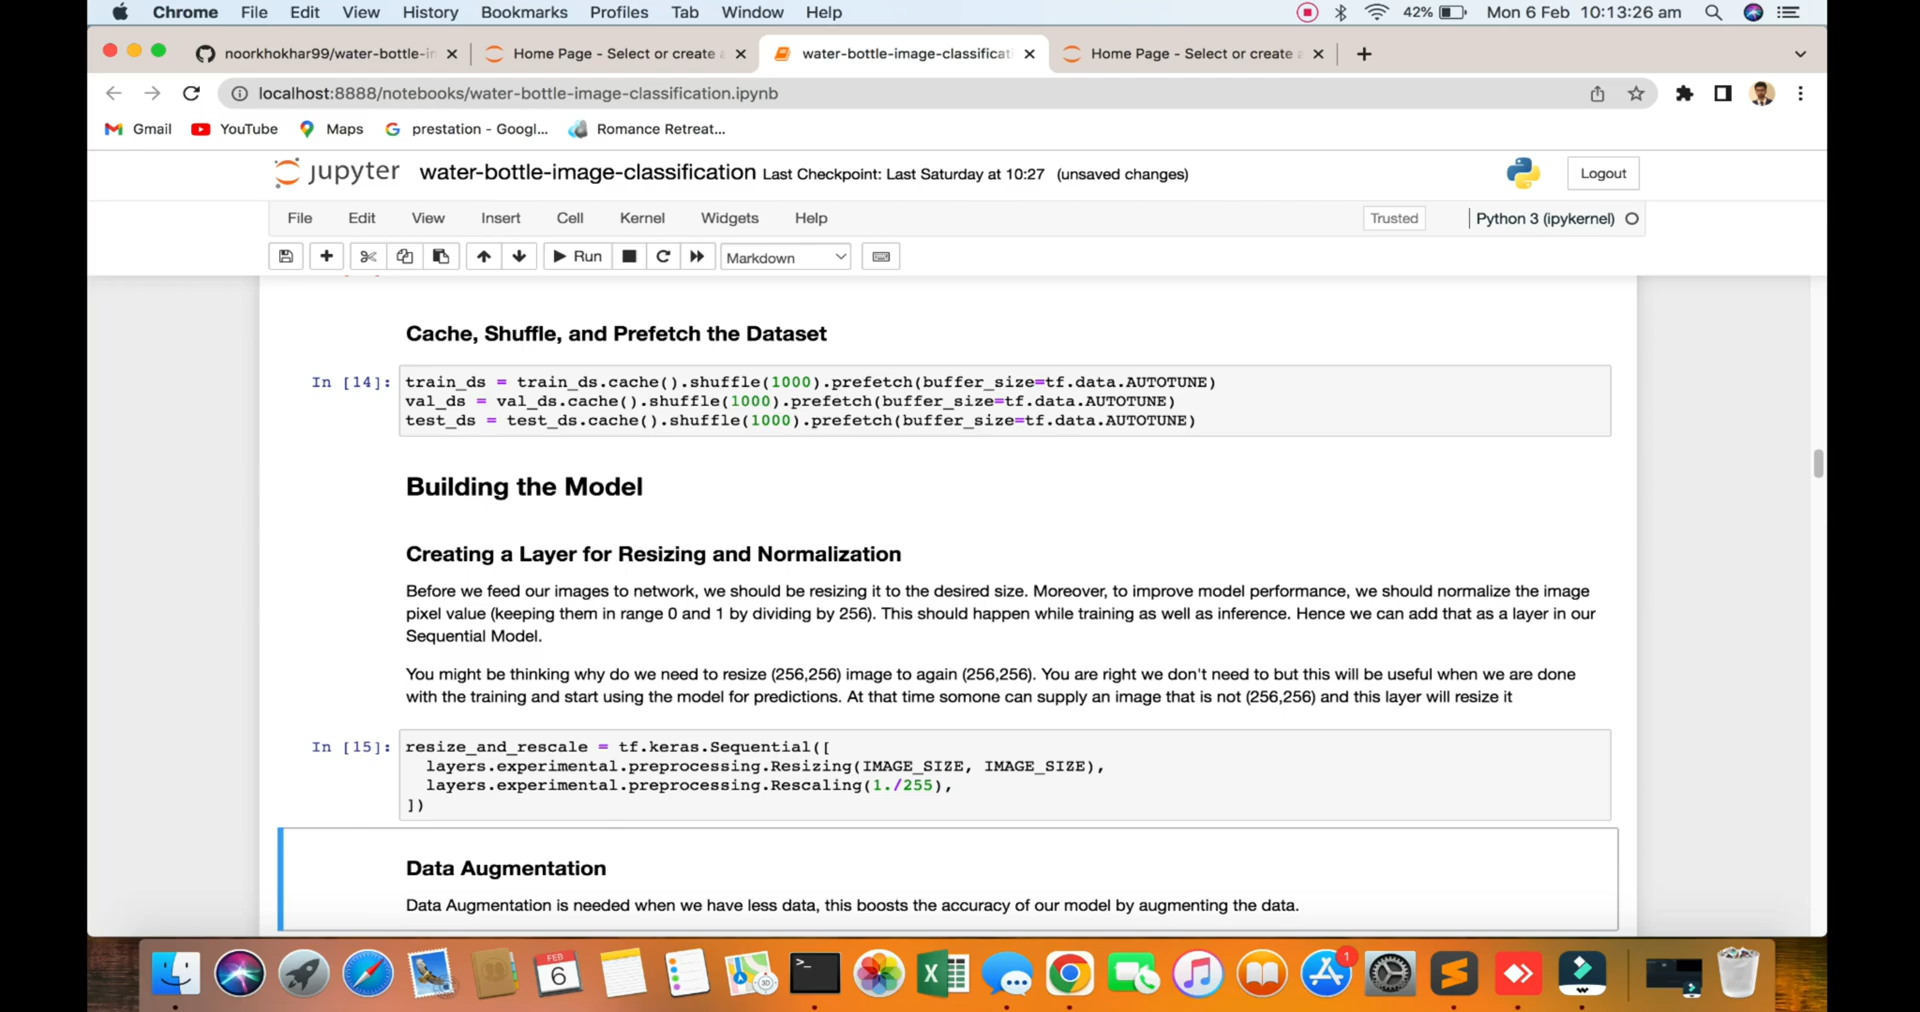 Chrome File Edit View History Bookmarks Profiles Tab Window Help 42% Mon 6 Feb 10:13:26 am
noorkhokhar99/water-bottle-i Home Page - Select or create a water-bottle-image-classificati Home Page - Select or create a
localhost:8888/notebooks/water-bottle-image-classification.ipynb
Gmail YouTube Maps prestation - Googl... Romance Retreat...
jupyter water-bottle-image-classification Last Checkpoint: Last Saturday at 10:27 (unsaved changes) Logout
File Edit View Insert Cell Kernel Widgets Help Trusted Python 3 (ipykernel)
Run Markdown
Cache, Shuffle, and Prefetch the Dataset
In [14]: train_ds = train_ds.cache().shuffle(1000).prefetch(buffer_size=tf.data.AUTOTUNE)
val_ds = val_ds.cache().shuffle(1000).prefetch(buffer_size=tf.data.AUTOTUNE)
test_ds = test_ds.cache().shuffle(1000).prefetch(buffer_size=tf.data.AUTOTUNE)
Building the Model
Creating a Layer for Resizing and Normalization
Before we feed our images to network, we should be resizing it to the desired size. Moreover, to improve model performance, we should normalize the image
pixel value (keeping them in range 0 and 1 by dividing by 256). This should happen while training as well as inference. Hence we can add that as a layer in our
Sequential Model.
You might be thinking why do we need to resize (256,256) image to again (256,256). You are right we don't need to but this will be useful when we are done
with the training and start using the model for predictions. At that time somone can supply an image that is not (256,256) and this layer will resize it
In [15]: resize_and_rescale = tf.keras.Sequential([
layers.experimental.preprocessing.Resizing(IMAGE_SIZE, IMAGE_SIZE),
layers.experimental.preprocessing.Rescaling(1./255),
])
Data Augmentation
Data Augmentation is needed when we have less data, this boosts the accuracy of our model by augmenting the data.
FEB
6
3D
1